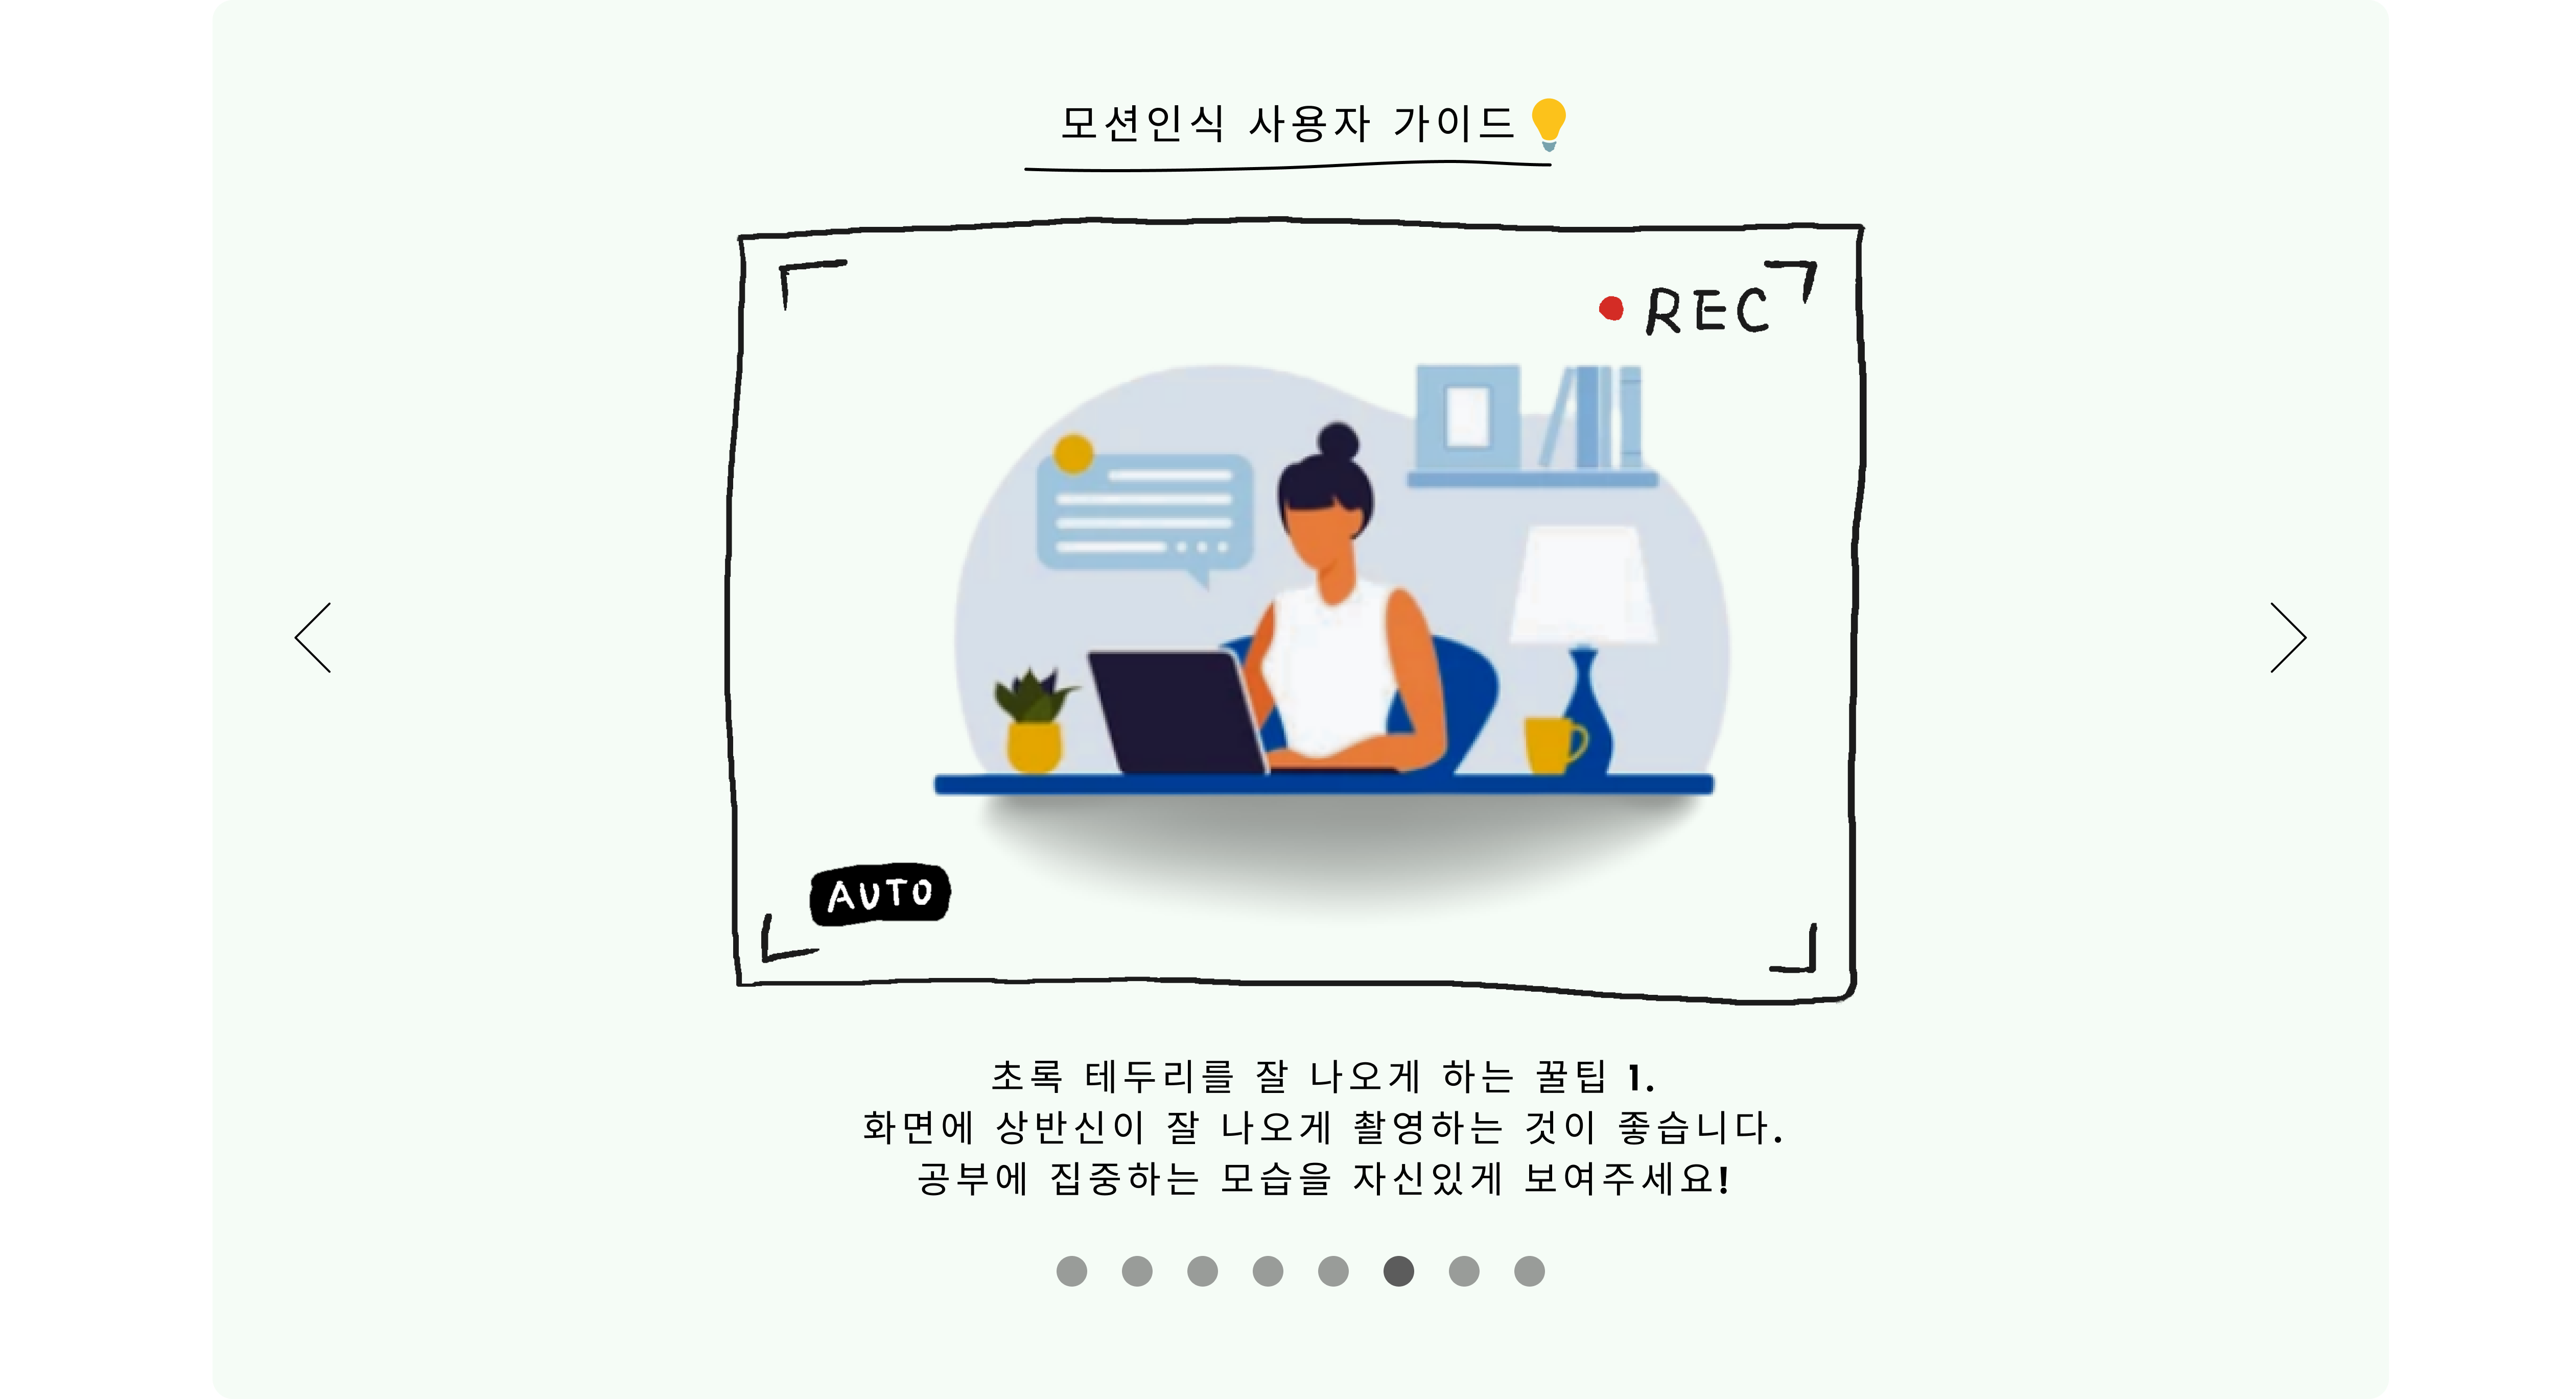 모션인식 사용자 가이드
REC
AUTO
초록 테두리를 잘 나오게 하는 꿀팁 1.
화면에 상반신이 잘 나오게 촬영하는 것이 좋습니다.
공부에 집중하는 모습을 자신있게 보여주세요!